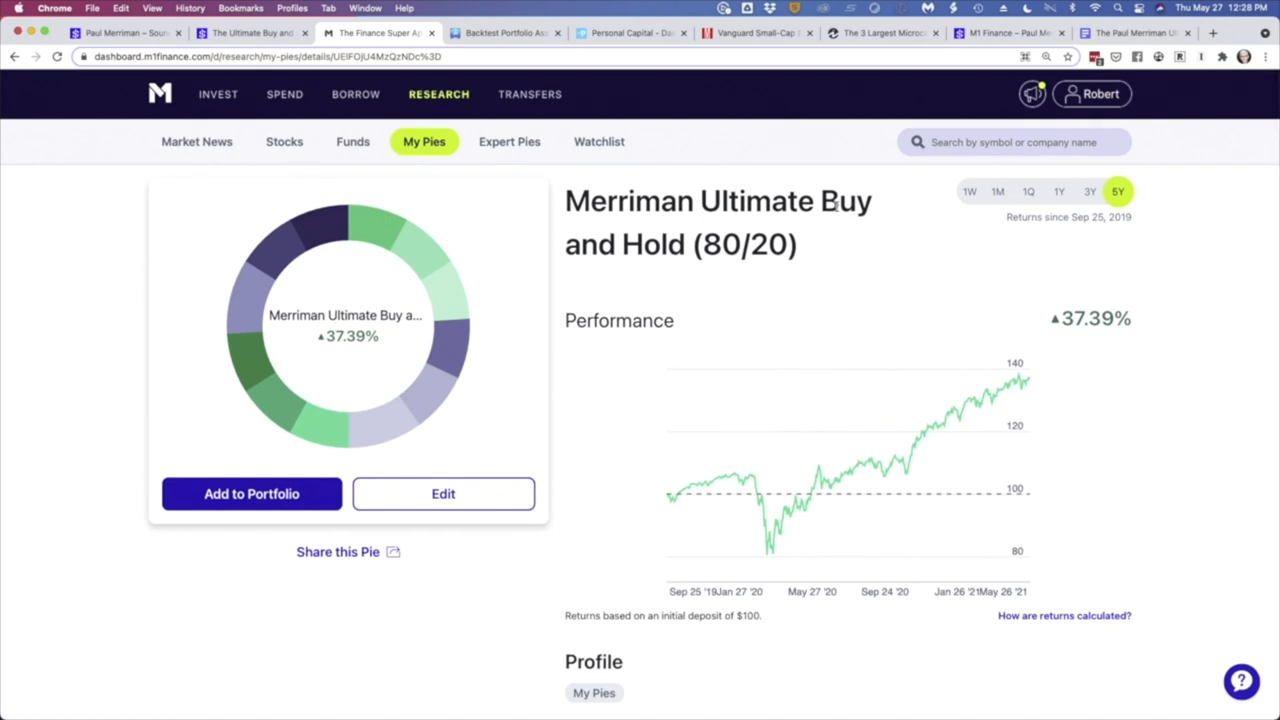 Chrome File Edit View History Bookmarks Profiles Tab Window Help
Thu May 27 12:28 PM
Paul Merriman – Soun
The Ultimate Buy and
The Finance Super Ap
Backtest Portfolio Ass
Personal Capital - Das
Vanguard Small-Cap
The 3 Largest Microca
M1 Finance – Paul Me
The Paul Merriman Ul
dashboard.m1finance.com/d/research/my-pies/details/UElFOjU4MzQzNDc%3D
INVEST SPEND BORROW RESEARCH TRANSFERS
Robert
Market News Stocks Funds My Pies Expert Pies Watchlist
Search by symbol or company name
Merriman Ultimate Buy
and Hold (80/20)
1W 1M 1Q 1Y 3Y 5Y
Returns since Sep 25, 2019
Merriman Ultimate Buy a...
▲37.39%
Performance
▲37.39%
140
120
100
80
Sep 25 '19 Jan 27 '20 May 27 '20 Sep 24 '20 Jan 26 '21 May 26 '21
Add to Portfolio
Edit
Share this Pie
Returns based on an initial deposit of $100.
How are returns calculated?
Profile
My Pies